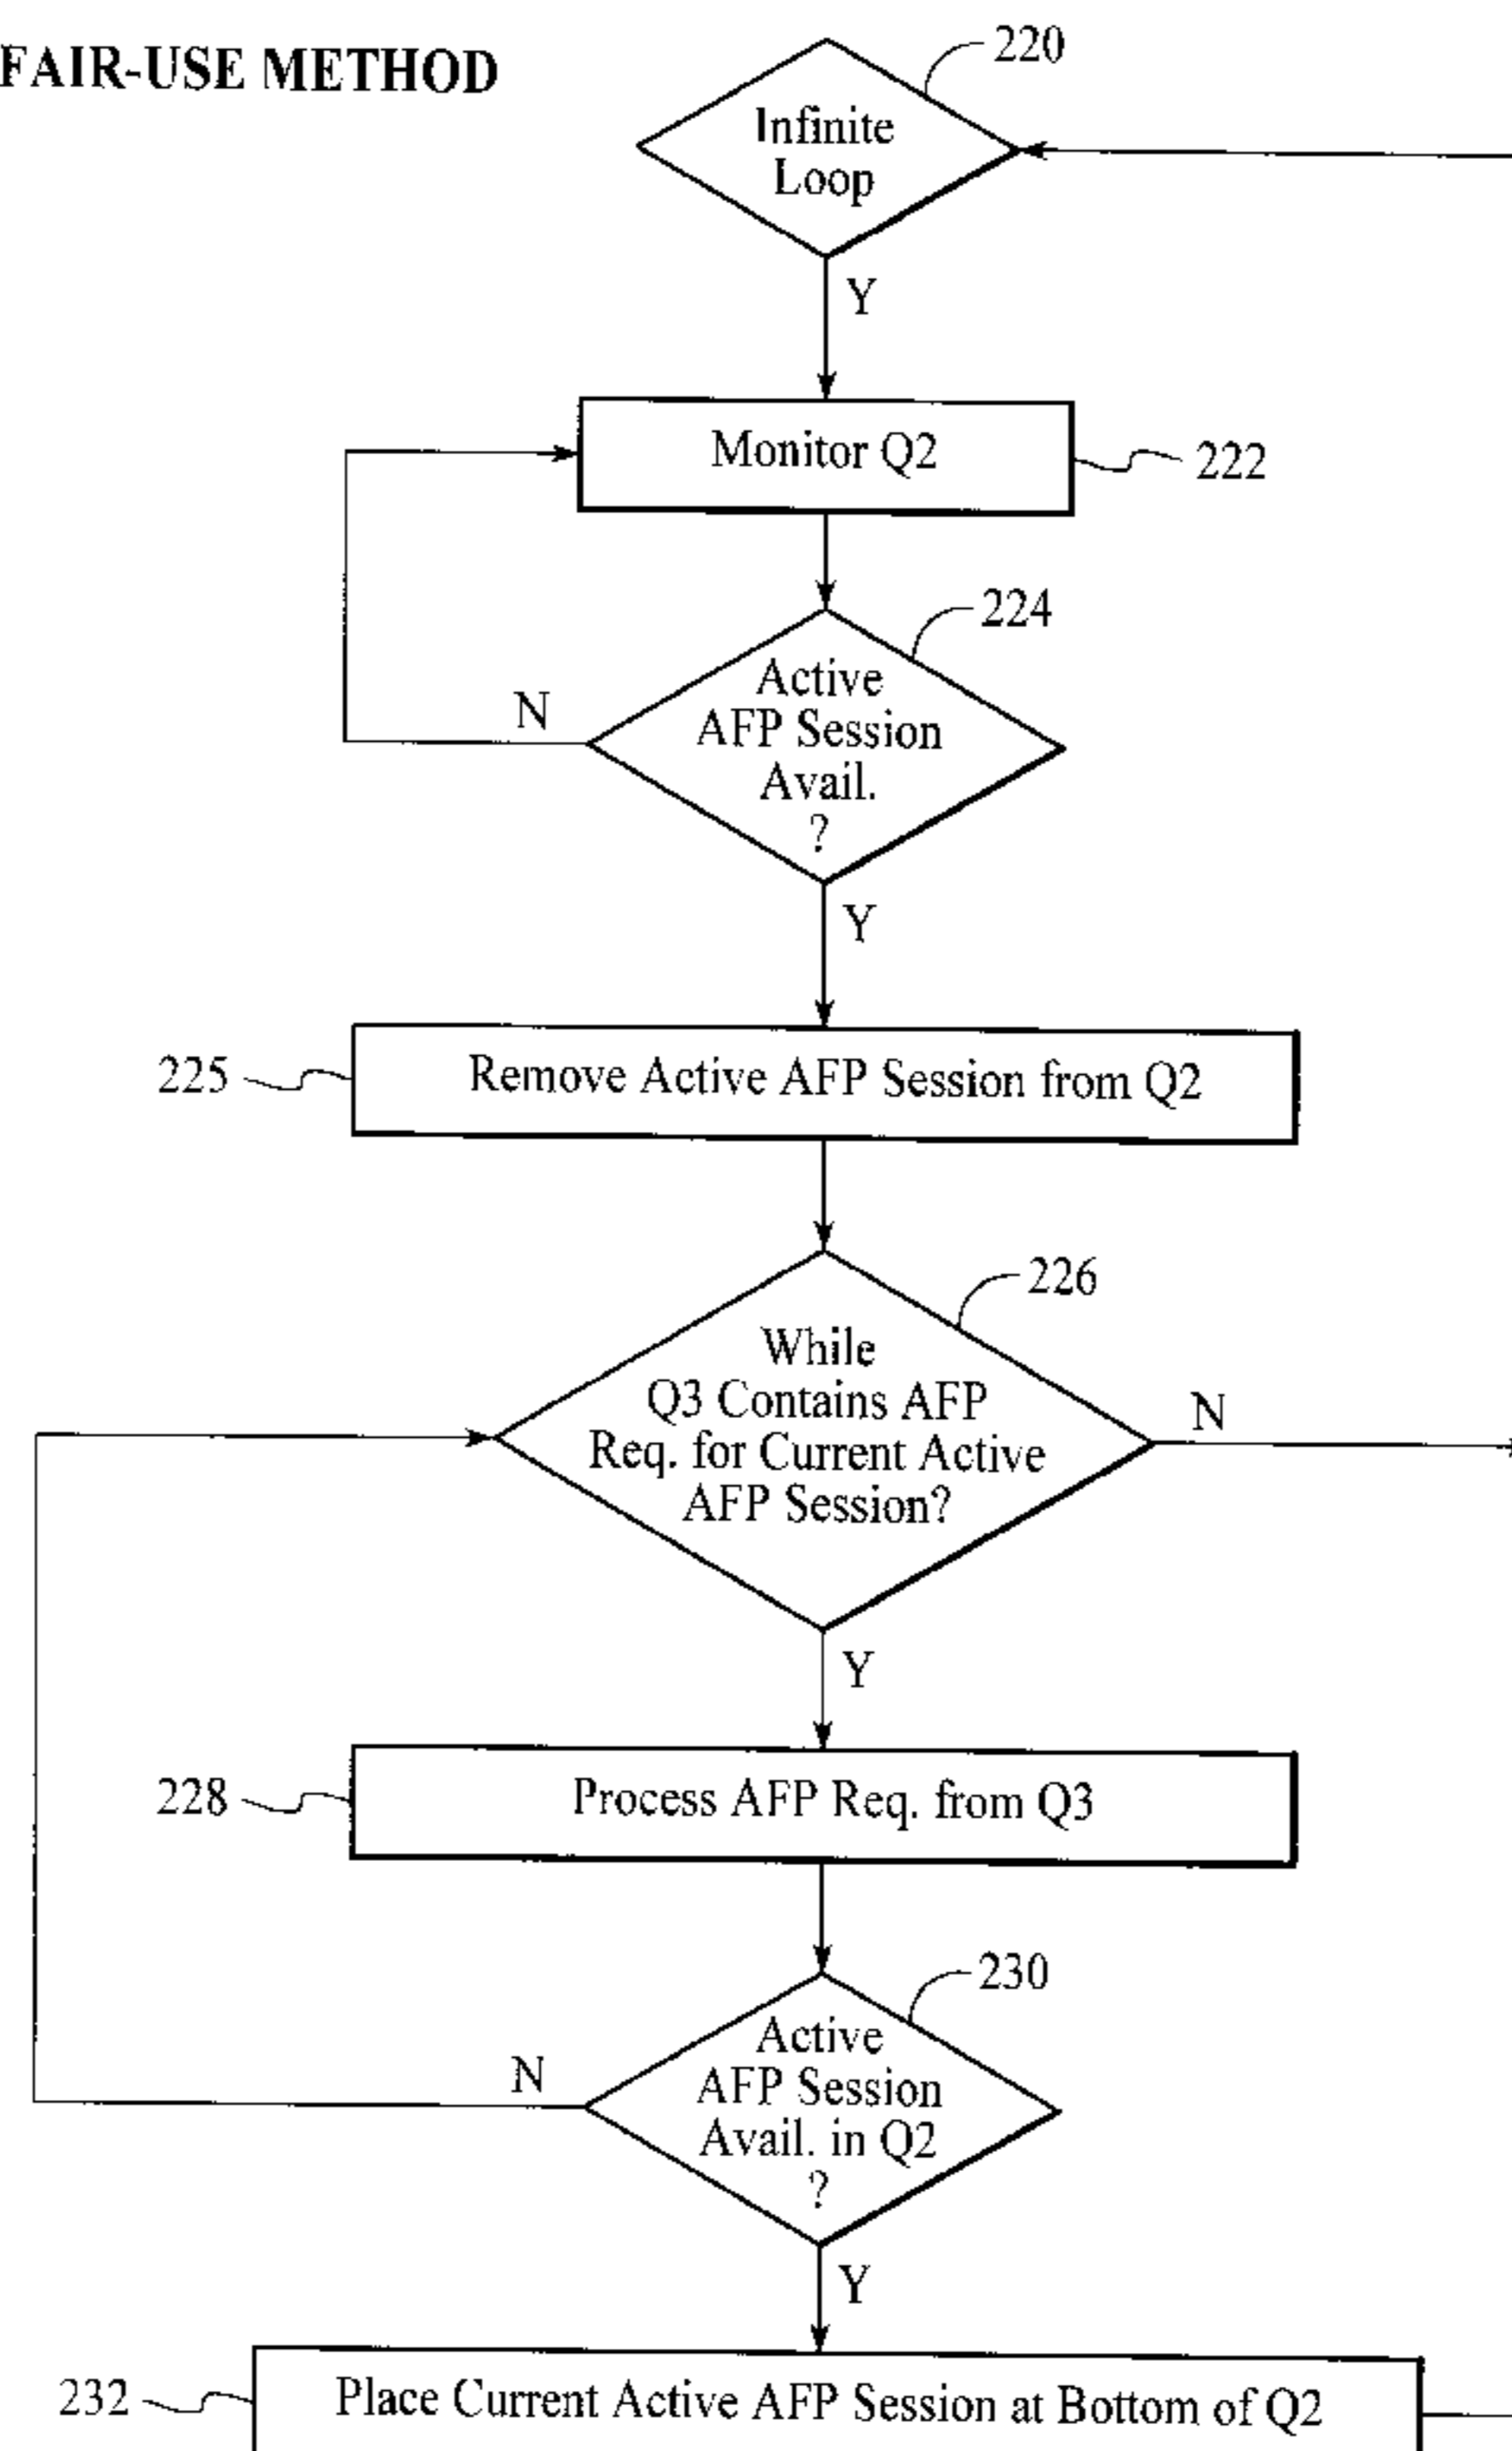 FAIR-USE METHOD
220
Infinite
Loop
Y
Monitor Q2
222
224
Active
AFP Session
Avail.
?
N
Y
225
Remove Active AFP Session from Q2
226
While
Q3 Contains AFP
Req. for Current Active
AFP Session?
N
Y
228
Process AFP Req. from Q3
230
Active
AFP Session
Avail. in Q2
?
N
Y
232
Place Current Active AFP Session at Bottom of Q2